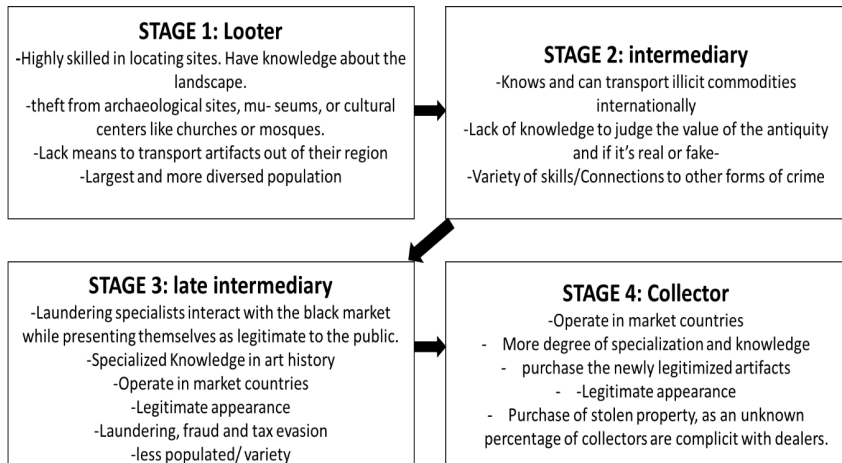 STAGE 1: Looter
-Highly skilled in locating sites. Have knowledge about the
landscape.
-theft from archaeological sites, mu- seums, or cultural
centers like churches or mosques.
-Lack means to transport artifacts out of their region
-Largest and more diversed population
STAGE 2: intermediary
-Knows and can transport illicit commodities
internationally
-Lack of knowledge to judge the value of the antiquity
and if it's real or fake-
-Variety of skills/Connections to other forms of crime
STAGE 3: late intermediary
-Laundering specialists interact with the black market
while presenting themselves as legitimate to the public.
-Specialized Knowledge in art history
-Operate in market countries
-Legitimate appearance
-Laundering, fraud and tax evasion
-less populated/ variety
STAGE 4: Collector
-Operate in market countries
- More degree of specialization and knowledge
- purchase the newly legitimized artifacts
- -Legitimate appearance
- Purchase of stolen property, as an unknown
percentage of collectors are complicit with dealers.